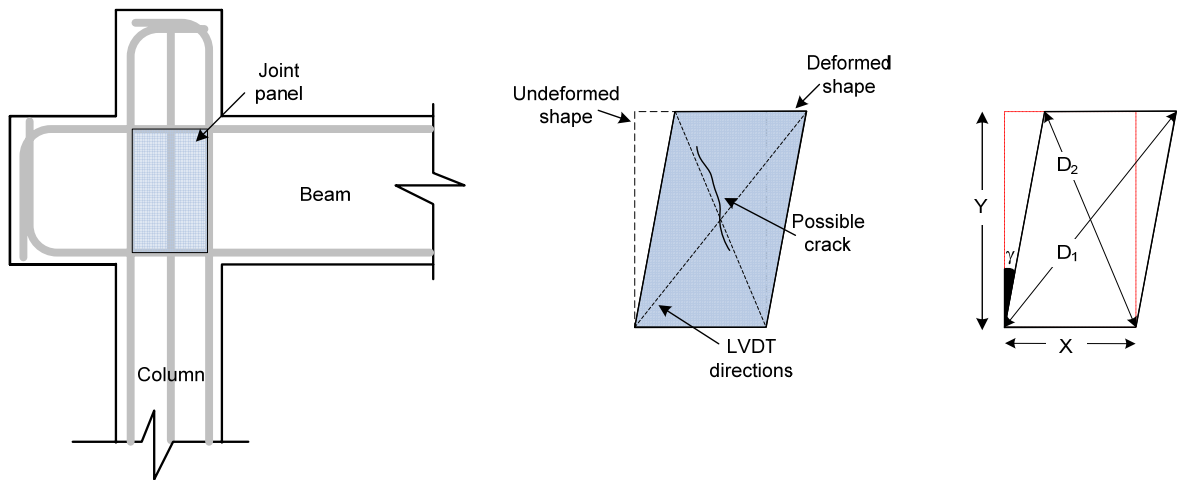 Joint
panel
Beam
Column
Undeformed
shape
Deformed
shape
Possible
crack
LVDT
directions
Y
γ
D₂
D₁
X